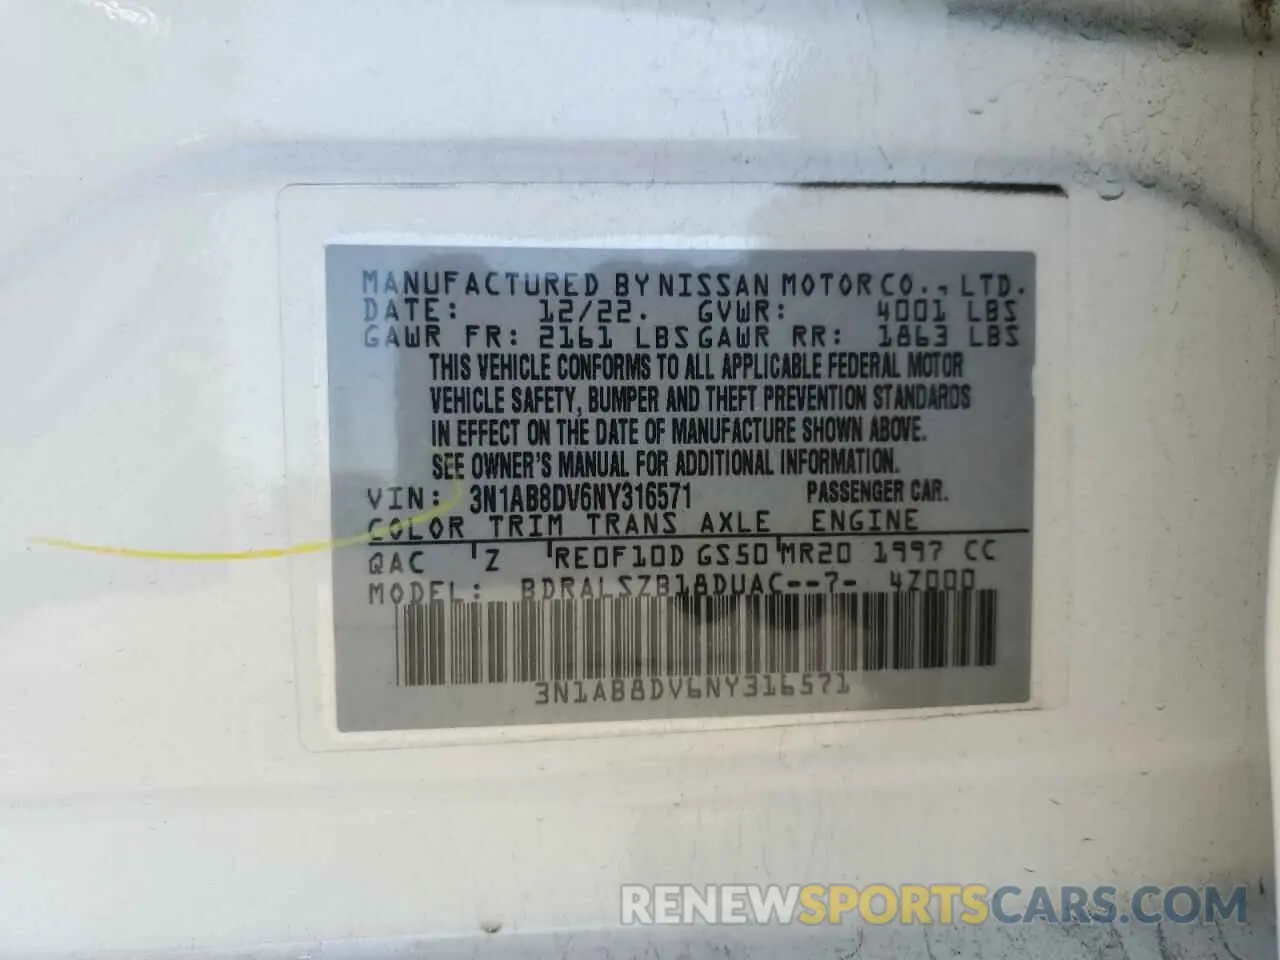 MANUFACTURED BY NISSAN MOTOR CO., LTD.
DATE: 12/22. GVWR: 4001 LBS
GAWR FR: 2161 LBS GAWR RR: 1863 LBS
THIS VEHICLE CONFORMS TO ALL APPLICABLE FEDERAL MOTOR
VEHICLE SAFETY, BUMPER AND THEFT PREVENTION STANDARDS
IN EFFECT ON THE DATE OF MANUFACTURE SHOWN ABOVE.
SEE OWNER'S MANUAL FOR ADDITIONAL INFORMATION.
VIN: 3N1AB8DV6NY316571 PASSENGER CAR.
COLOR TRIM TRANS AXLE ENGINE
QAC Z RE0F10D GS50 MR20 1997 CC
MODEL: BDRALSZB18DUAC--7- 4Z000
3N1AB8DV6NY316571
RENEWSPORTSCARS.COM